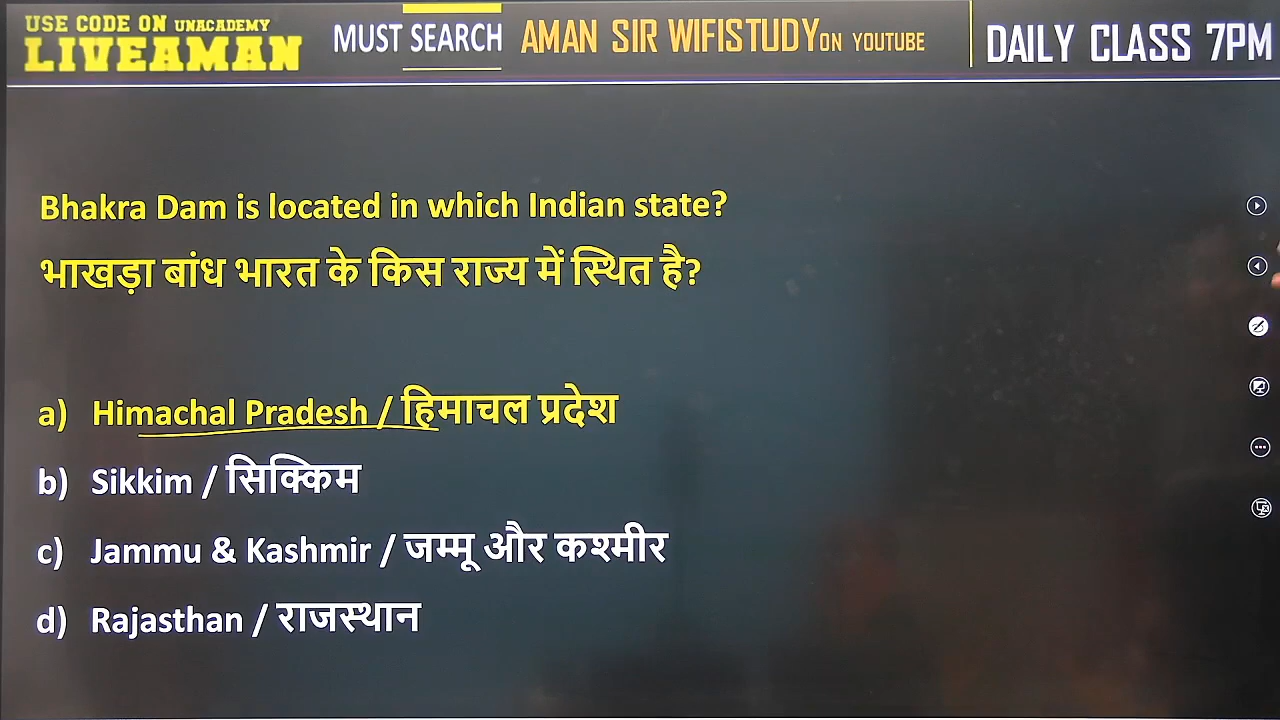 USE CODE ON UNACADEMY
LIVEAMAN
MUST SEARCH
AMAN SIR WIFISTUDY ON YOUTUBE
DAILY CLASS 7PM
Bhakra Dam is located in which Indian state?
भाखड़ा बांध भारत के किस राज्य में स्थित है?
a) Himachal Pradesh / हिमाचल प्रदेश
b) Sikkim / सिक्किम
c) Jammu & Kashmir / जम्मू और कश्मीर
d) Rajasthan / राजस्थान